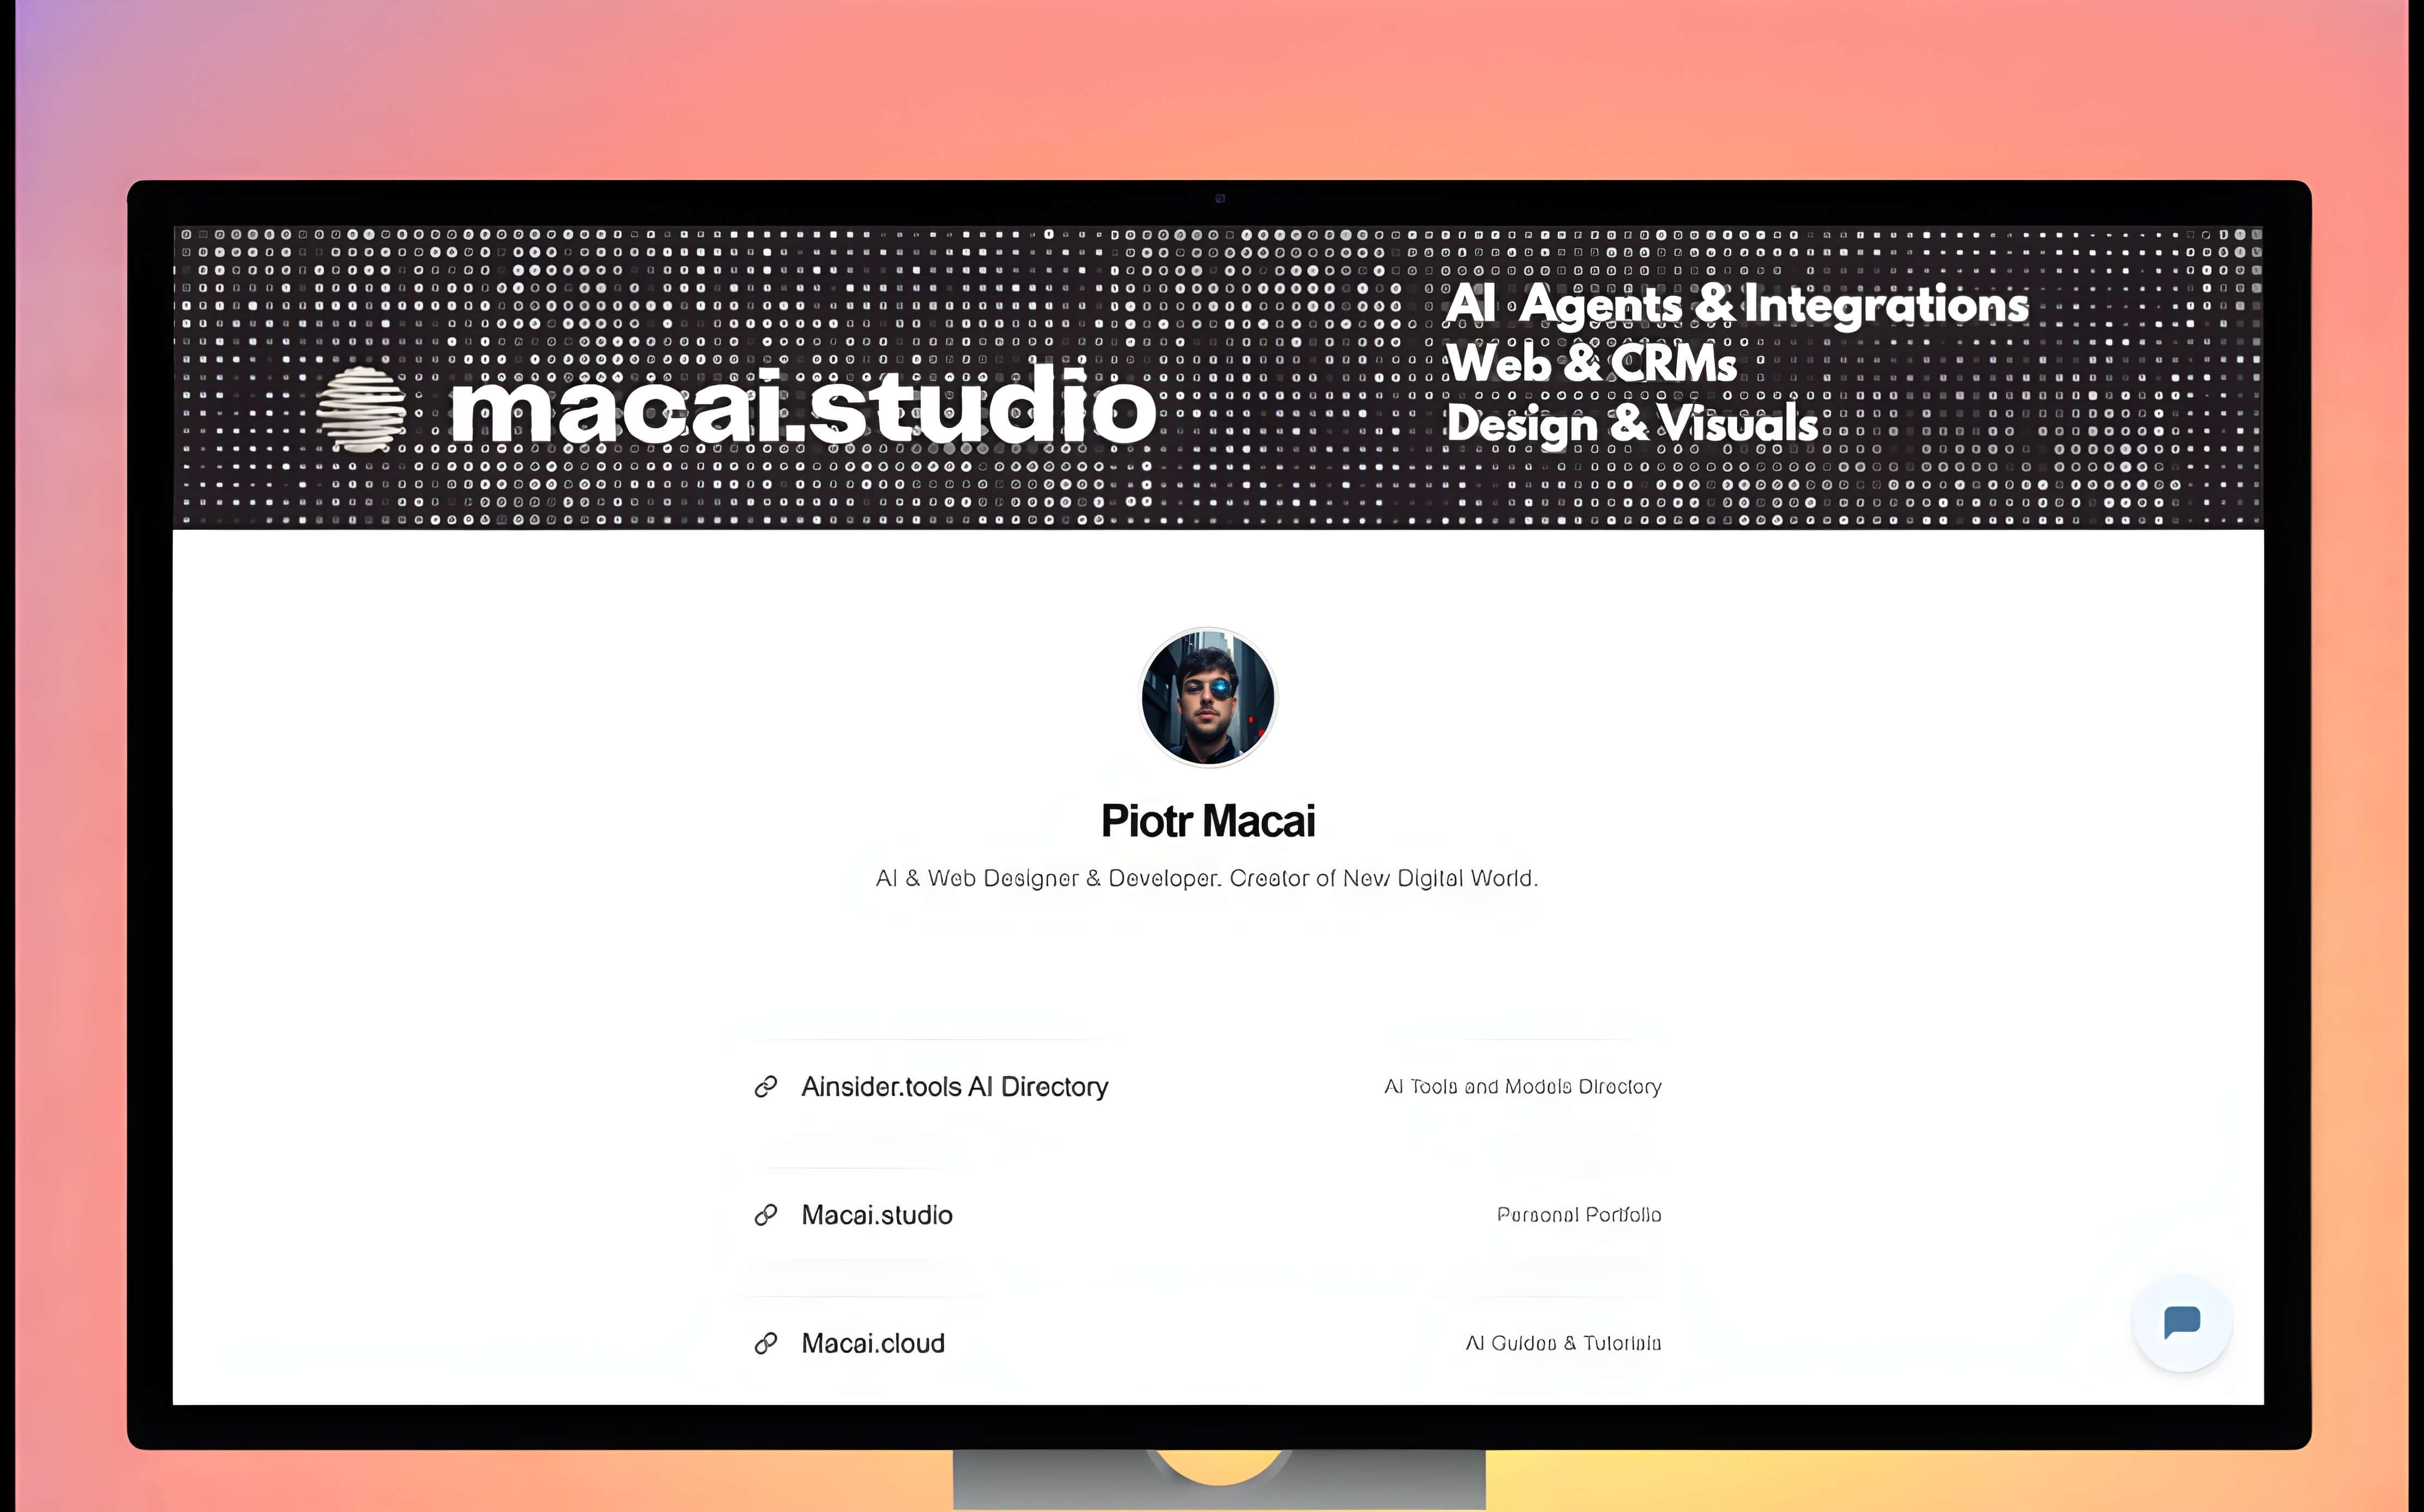 macai.studio
AI Agents & Integrations
Web & CRMs
Design & Visuals
Piotr Macai
AI & Web Designer & Developer. Creator of New Digital World.
Ainsider.tools AI Directory
AI Tools and Models Directory
Macai.studio
Personal Portfolio
Macai.cloud
AI Guides & Tutorials